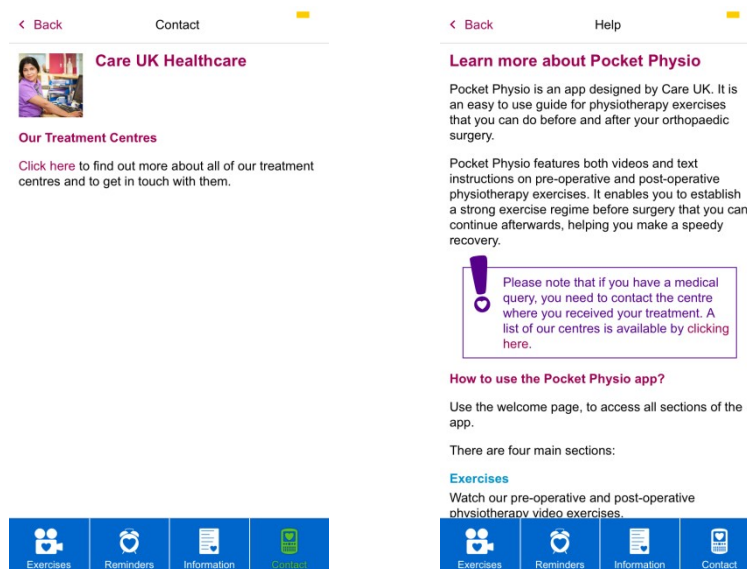 Back
Contact
Care UK Healthcare
Our Treatment Centres
Click here to find out more about all of our treatment
centres and to get in touch with them.
Exercises
Reminders
Information
Contact
Back
Help
Learn more about Pocket Physio
Pocket Physio is an app designed by Care UK. It is
an easy to use guide for physiotherapy exercises
that you can do before and after your orthopaedic
surgery.
Pocket Physio features both videos and text
instructions on pre-operative and post-operative
physiotherapy exercises. It enables you to establish
a strong exercise regime before surgery that you can
continue afterwards, helping you make a speedy
recovery.
Please note that if you have a medical
query, you need to contact the centre
where you received your treatment. A
list of our centres is available by clicking
here.
How to use the Pocket Physio app?
Use the welcome page, to access all sections of the
app.
There are four main sections:
Exercises
Watch our pre-operative and post-operative
physiotherapy video exercises.
Exercises
Reminders
Information
Contact